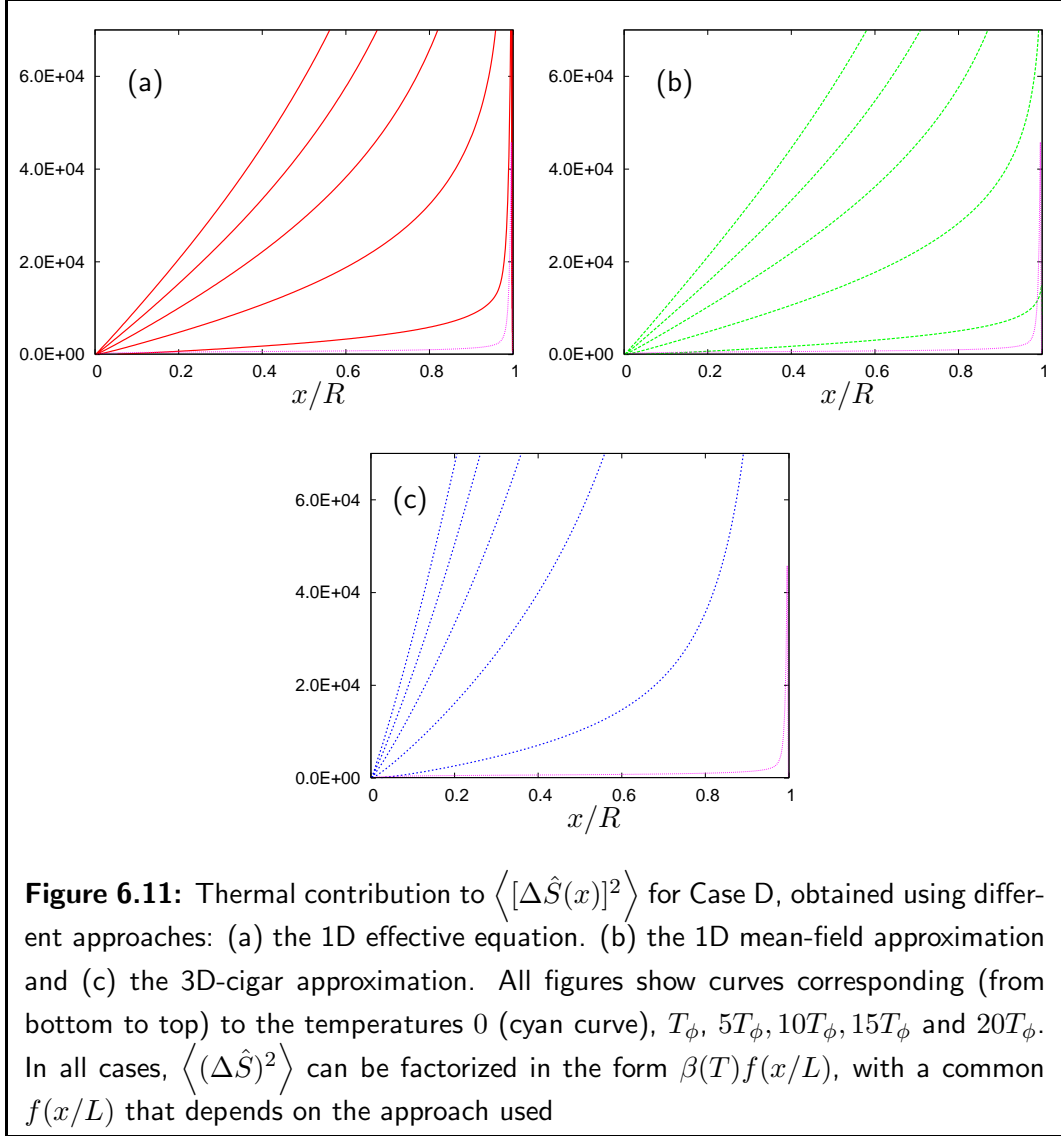 (a)
6.0E+04
4.0E+04
2.0E+04
0.0E+00
0 0.2 0.4 0.6 0.8 1
x/R
(b)
6.0E+04
4.0E+04
2.0E+04
0.0E+00
0 0.2 0.4 0.6 0.8 1
x/R
(c)
6.0E+04
4.0E+04
2.0E+04
0.0E+00
0 0.2 0.4 0.6 0.8 1
x/R
Figure 6.11: Thermal contribution to ⟨[ΔŜ(x)]²⟩ for Case D, obtained using differ-
ent approaches: (a) the 1D effective equation. (b) the 1D mean-field approximation
and (c) the 3D-cigar approximation. All figures show curves corresponding (from
bottom to top) to the temperatures 0 (cyan curve), T_ϕ, 5T_ϕ, 10T_ϕ, 15T_ϕ and 20T_ϕ.
In all cases, ⟨(ΔŜ)²⟩ can be factorized in the form β(T)f(x/L), with a common
f(x/L) that depends on the approach used